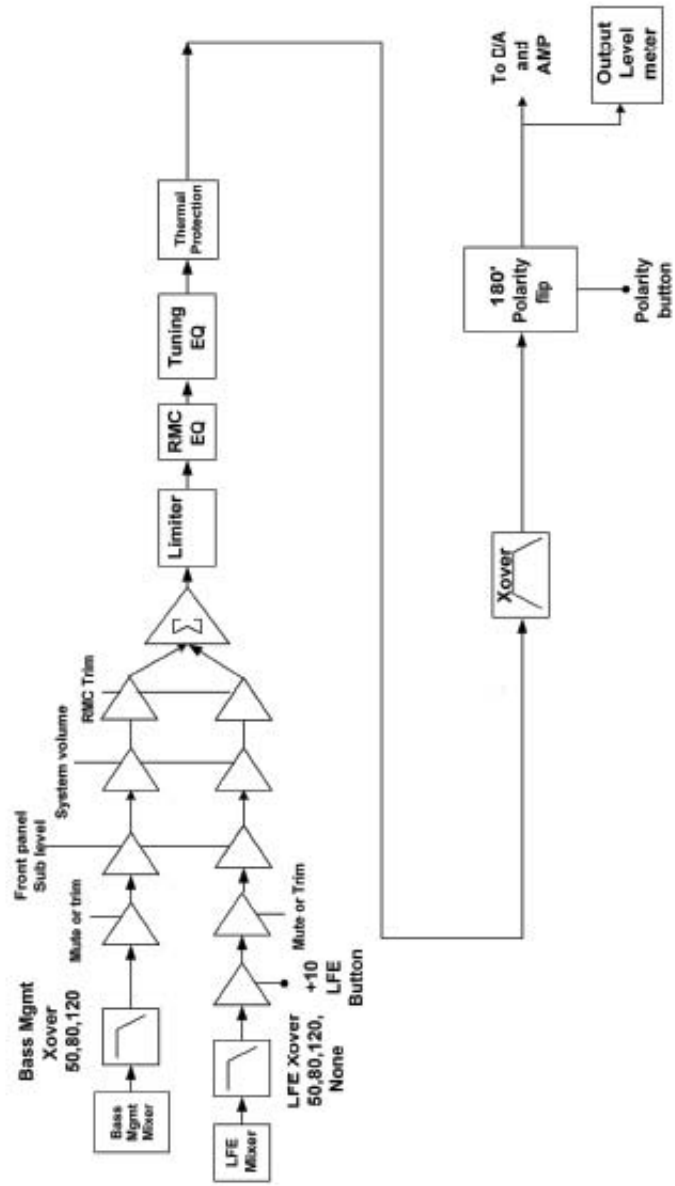 Bass
Mgmt
Mixer
Bass Mgmt
Xover
50,80,120
Mute or trim
Front panel
Sub level
System volume
RMC Trim
LFE
Mixer
LFE Xover
50,80,120,
None
+10
LFE
Button
Mute or Trim
Σ
Limiter
RMC
EQ
Tuning
EQ
Thermal
Protection
Xover
180°
Polarity
flip
Polarity
button
To D/A
and
AMP
Output
Level
meter